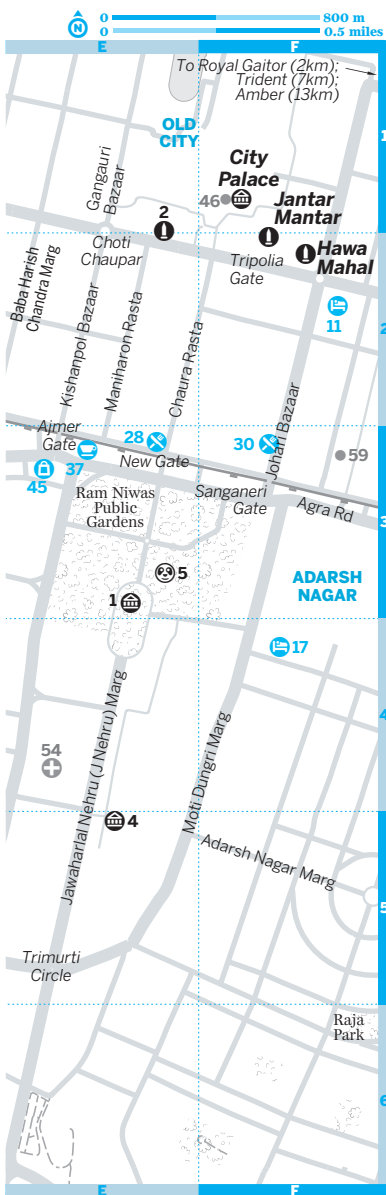 N
0 800 m
0 0.5 miles
E F
To Royal Gaitor (2km);
Trident (7km);
Amber (13km)
1
OLD
CITY
City
Palace
46
Gangauri
Bazaar
2
Jantar
Mantar
Choti
Chaupar
Tripolia
Gate
Hawa
Mahal
Baba Harish
Chandra Marg
11
2
Kishanpol Bazaar
Maniharon Rasta
Chaura Rasta
Johari Bazaar
Ajmer
Gate
37
28
New Gate
30
59
45
Ram Niwas
Public
Gardens
Sanganeri
Gate
Agra Rd
3
5
1
ADARSH
NAGAR
17
4
54
Jawaharlal Nehru (J Nehru) Marg
Moti Dungri Marg
4
Adarsh Nagar Marg
5
Trimurti
Circle
Raja
Park
6
E F